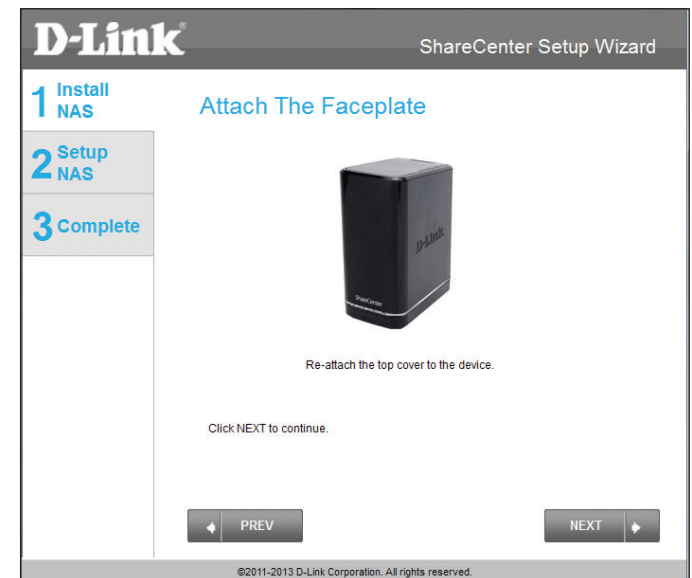 D-Link
ShareCenter Setup Wizard
1 Install NAS
2 Setup NAS
3 Complete
Attach The Faceplate
D-Link
ShareCenter
Re-attach the top cover to the device.
Click NEXT to continue.
PREV
NEXT
©2011-2013 D-Link Corporation. All rights reserved.